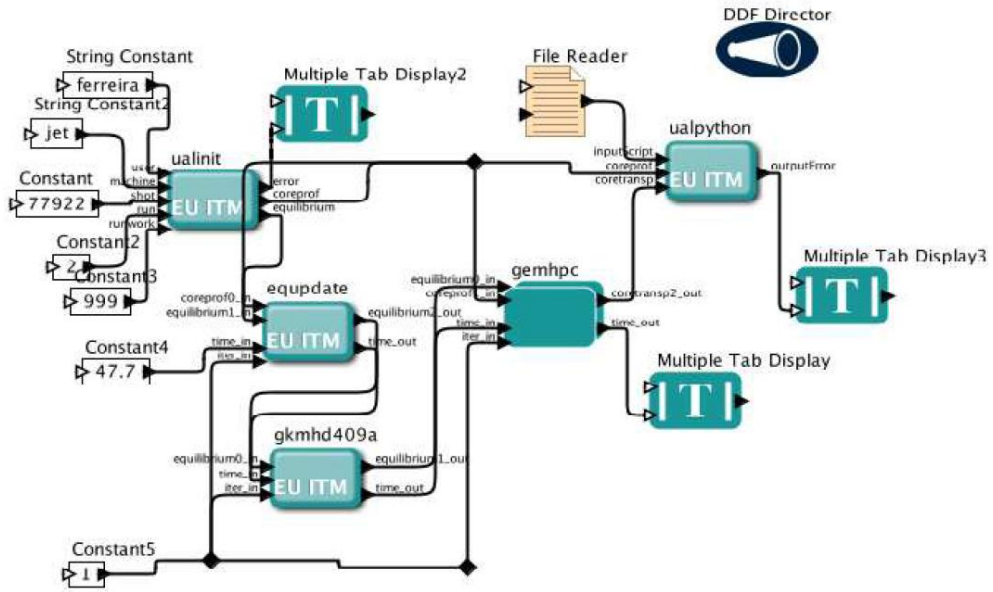 DDF Director
String Constant
ferreira
String Constant2
jet
Constant
77922
Constant2
2
Constant3
999
Multiple Tab Display2
T
File Reader
ualinit
user
machine
shot
run
runwork
EU ITM
error
coreprof
equilibrium
ualpython
inputScript
coreprof
coretransp
EU ITM
outputError
Multiple Tab Display3
T
equpdate
coreprof0_in
equilibrium1_in
time_in
iter_in
EU ITM
equilibrium2_out
time_out
Constant4
47.7
gemhpc
equilibrium0_in
time_in
iter_in
coretransp2_out
time_out
Multiple Tab Display
T
gkmhd409a
equilibrium0_in
time_in
iter_in
EU ITM
equilibrium1_out
time_out
Constant5
1